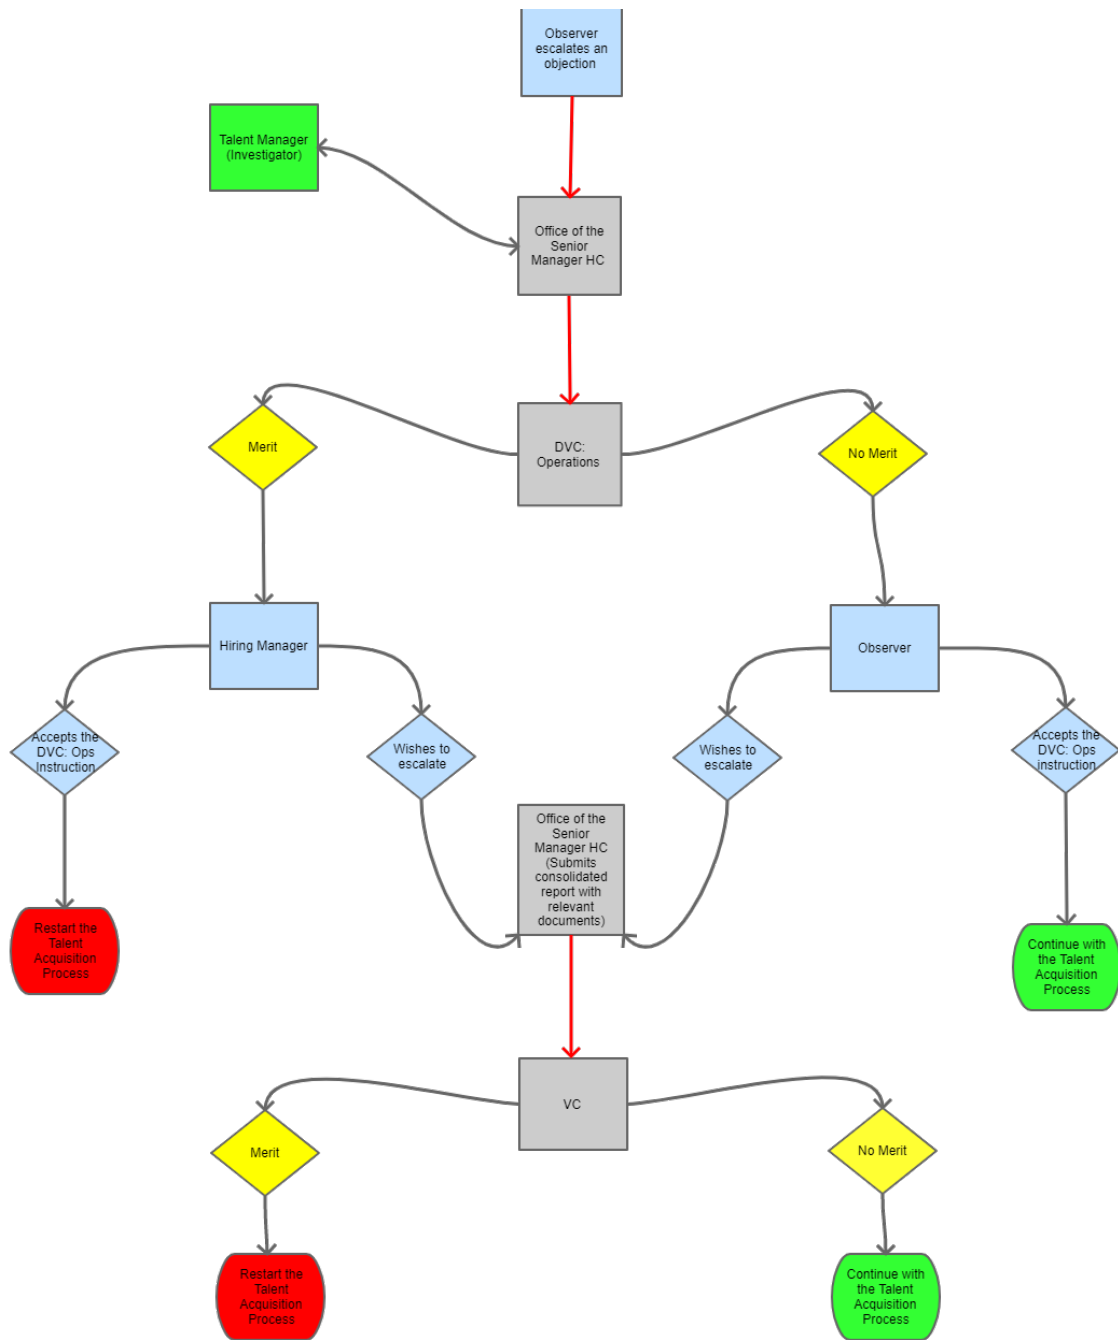 Observer
escalates an
objection
Talent Manager
(Investigator)
Office of the
Senior
Manager HC
DVC:
Operations
Merit
No Merit
Hiring Manager
Observer
Accepts the
DVC: Ops
Instruction
Wishes to
escalate
Wishes to
escalate
Accepts the
DVC: Ops
instruction
Office of the
Senior
Manager HC
(Submits
consolidated
report with
relevant
documents)
Restart the
Talent
Acquisition
Process
Continue with
the Talent
Acquisition
Process
VC
Merit
No Merit
Restart the
Talent
Acquisition
Process
Continue with
the Talent
Acquisition
Process